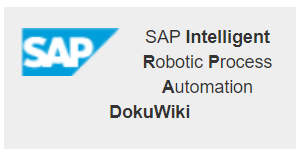 SAP
SAP Intelligent
Robotic Process
Automation
DokuWiki